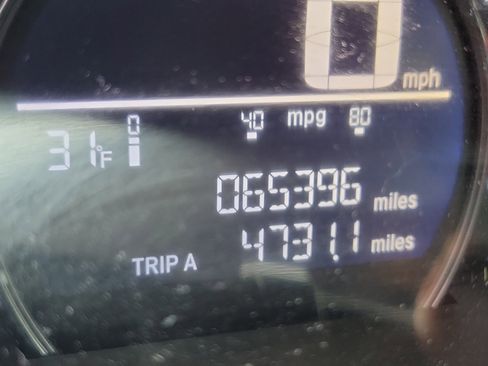 0
mph
0 40 mpg 80
31°F
065396 miles
TRIP A 4731.1 miles